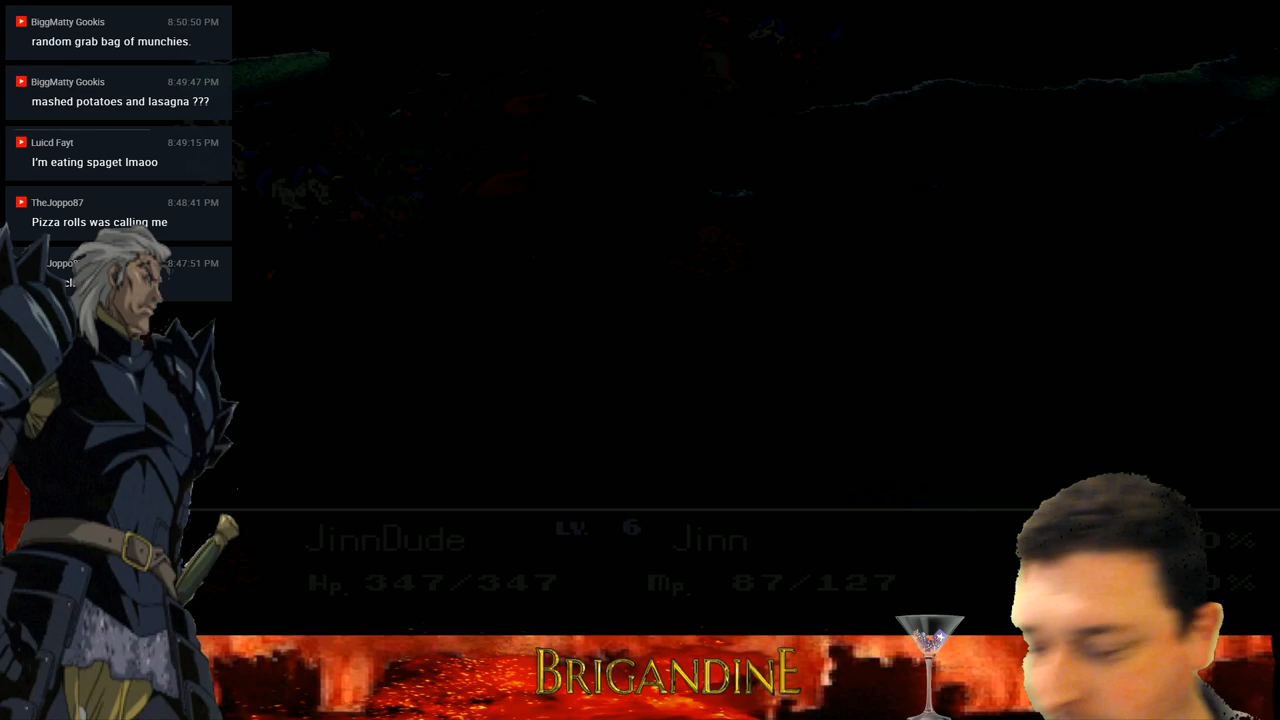 BiggMatty Gookis 8:50:50 PM
random grab bag of munchies.
BiggMatty Gookis 8:49:47 PM
mashed potatoes and lasagna ???
Luicd Fayt 8:49:15 PM
I'm eating spaget lmaoo
TheJoppo87 8:48:41 PM
Pizza rolls was calling me
8:47:51 PM
JinnDude LV. 6 Jinn
Hp. 347/347 Mp. 87/127
BRIGANDINE